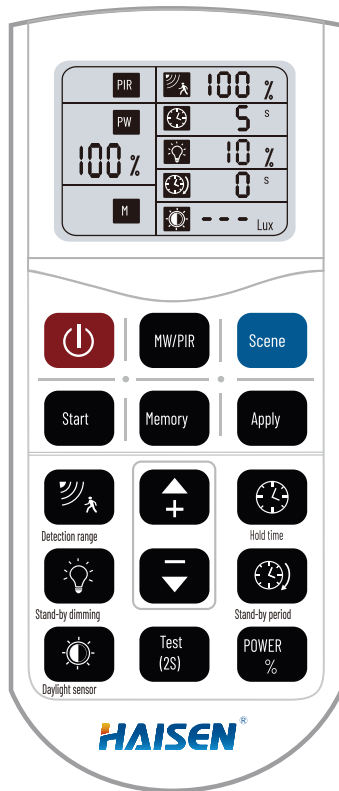 PIR
100 %
PW
5 s
100 %
10 %
0 s
M
--- Lux
MW/PIR
Scene
Start
Memory
Apply
+
Detection range
Hold time
−
Stand-by dimming
Stand-by period
Test
(2S)
POWER
%
Daylight sensor
HAISEN®